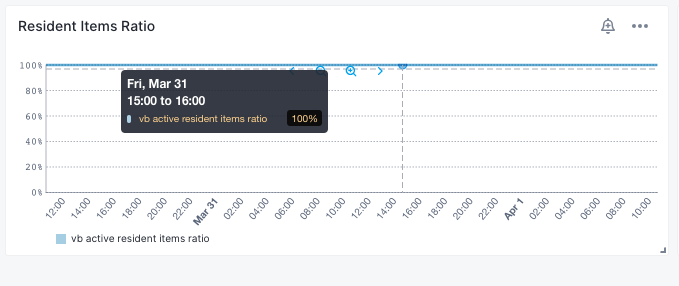 Resident Items Ratio
100%
80%
60%
40%
20%
0%
Fri, Mar 31
15:00 to 16:00
vb active resident items ratio 100%
12:00 14:00 16:00 18:00 20:00 22:00 Mar 31 02:00 04:00 06:00 08:00 10:00 12:00 14:00 16:00 18:00 20:00 22:00 Apr 1 02:00 04:00 06:00 08:00 10:00
vb active resident items ratio